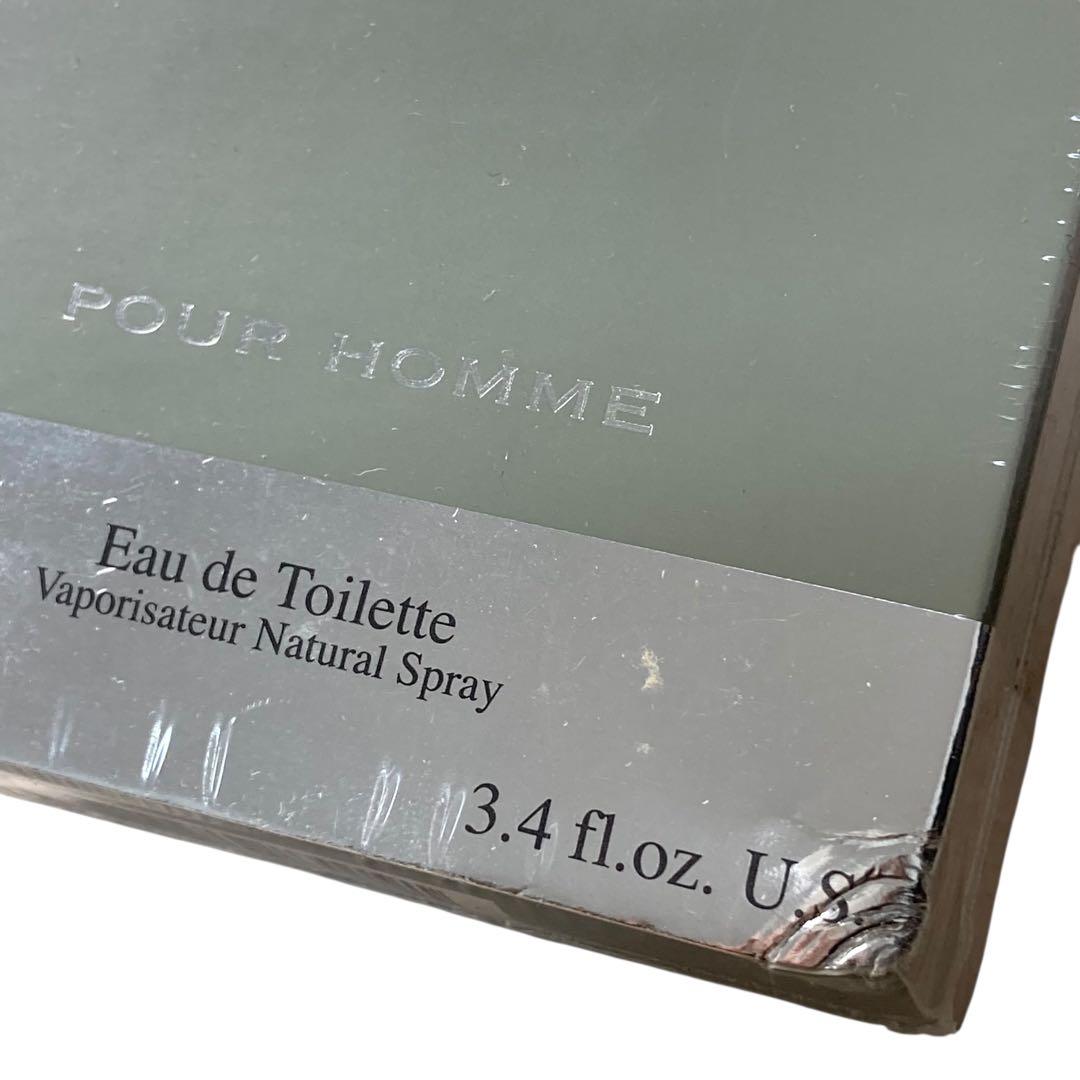 POUR HOMME
Eau de Toilette
Vaporisateur Natural Spray
3.4 fl.oz. U.S.